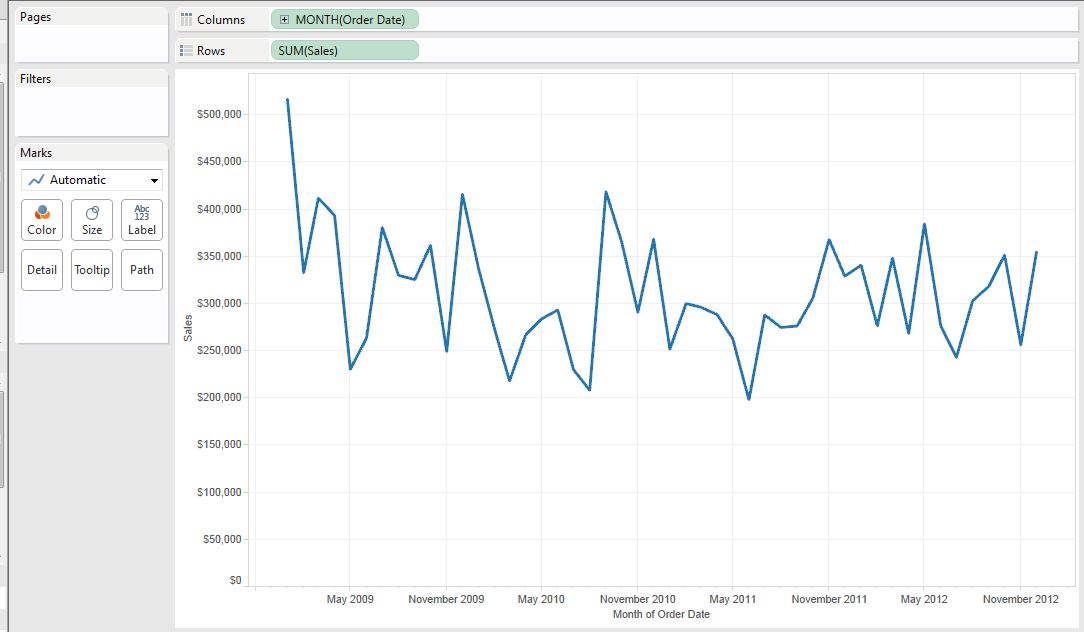 Pages
Columns
MONTH(Order Date)
Rows
SUM(Sales)
Filters
Marks
Automatic
Color
Size
Abc
123
Label
Detail
Tooltip
Path
Sales
$500,000
$450,000
$400,000
$350,000
$300,000
$250,000
$200,000
$150,000
$100,000
$50,000
$0
May 2009 November 2009 May 2010 November 2010 May 2011 November 2011 May 2012 November 2012
Month of Order Date